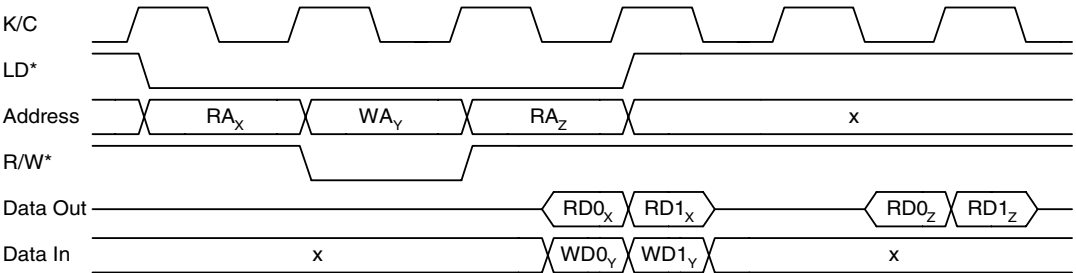 K/C
LD*
Address RA_X WA_Y RA_Z x
R/W*
Data Out RD0_X RD1_X RD0_Z RD1_Z
Data In x WD0_Y WD1_Y x